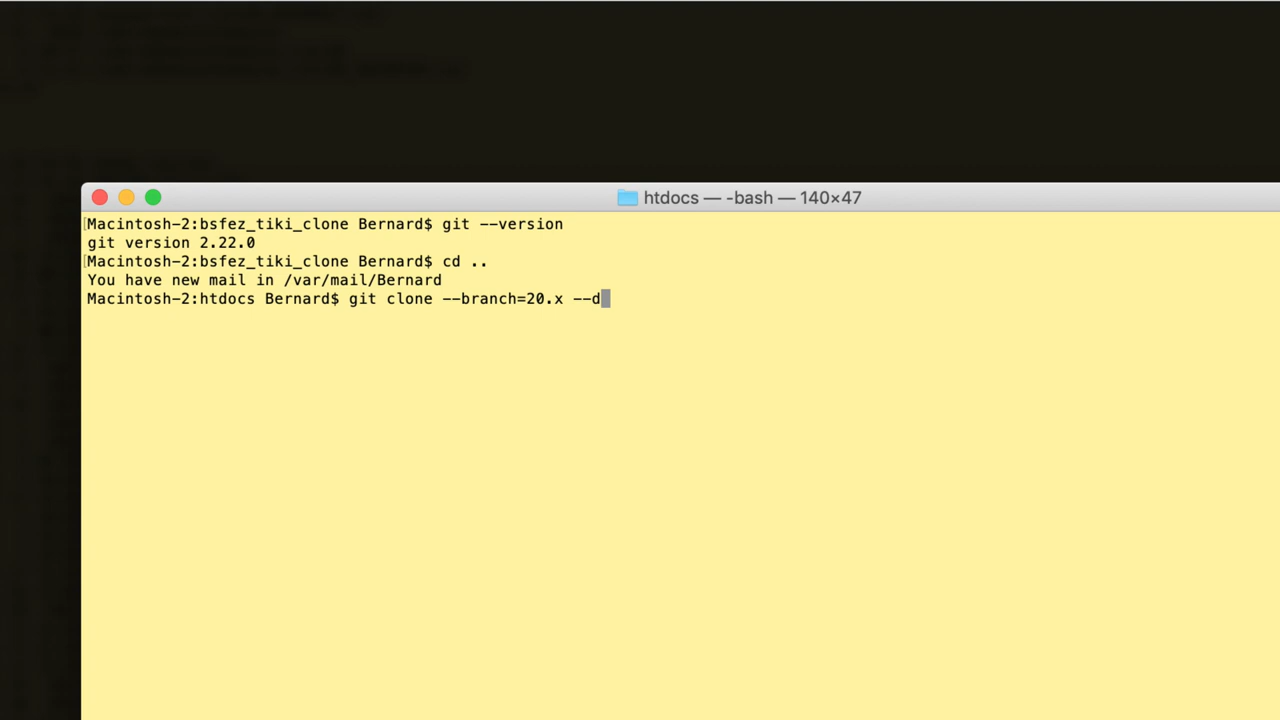 htdocs — -bash — 140×47
[Macintosh-2:bsfez_tiki_clone Bernard$ git --version
git version 2.22.0
[Macintosh-2:bsfez_tiki_clone Bernard$ cd ..
You have new mail in /var/mail/Bernard
Macintosh-2:htdocs Bernard$ git clone --branch=20.x --d